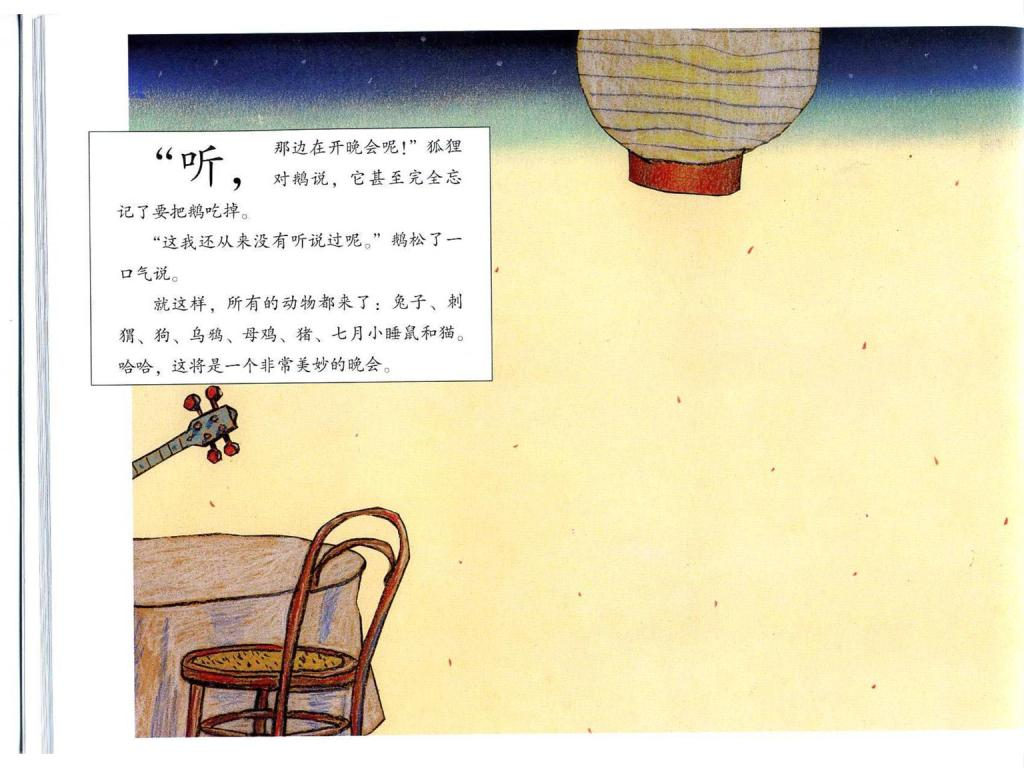 “听，那边在开晚会呢！”狐狸
对鹅说，它甚至完全忘
记了要把鹅吃掉。
“这我还从来没有听说过呢。”鹅松了一
口气说。
就这样，所有的动物都来了：兔子、刺
猬、狗、乌鸦、母鸡、猪、七月小睡鼠和猫。
哈哈，这将是一个非常美妙的晚会。